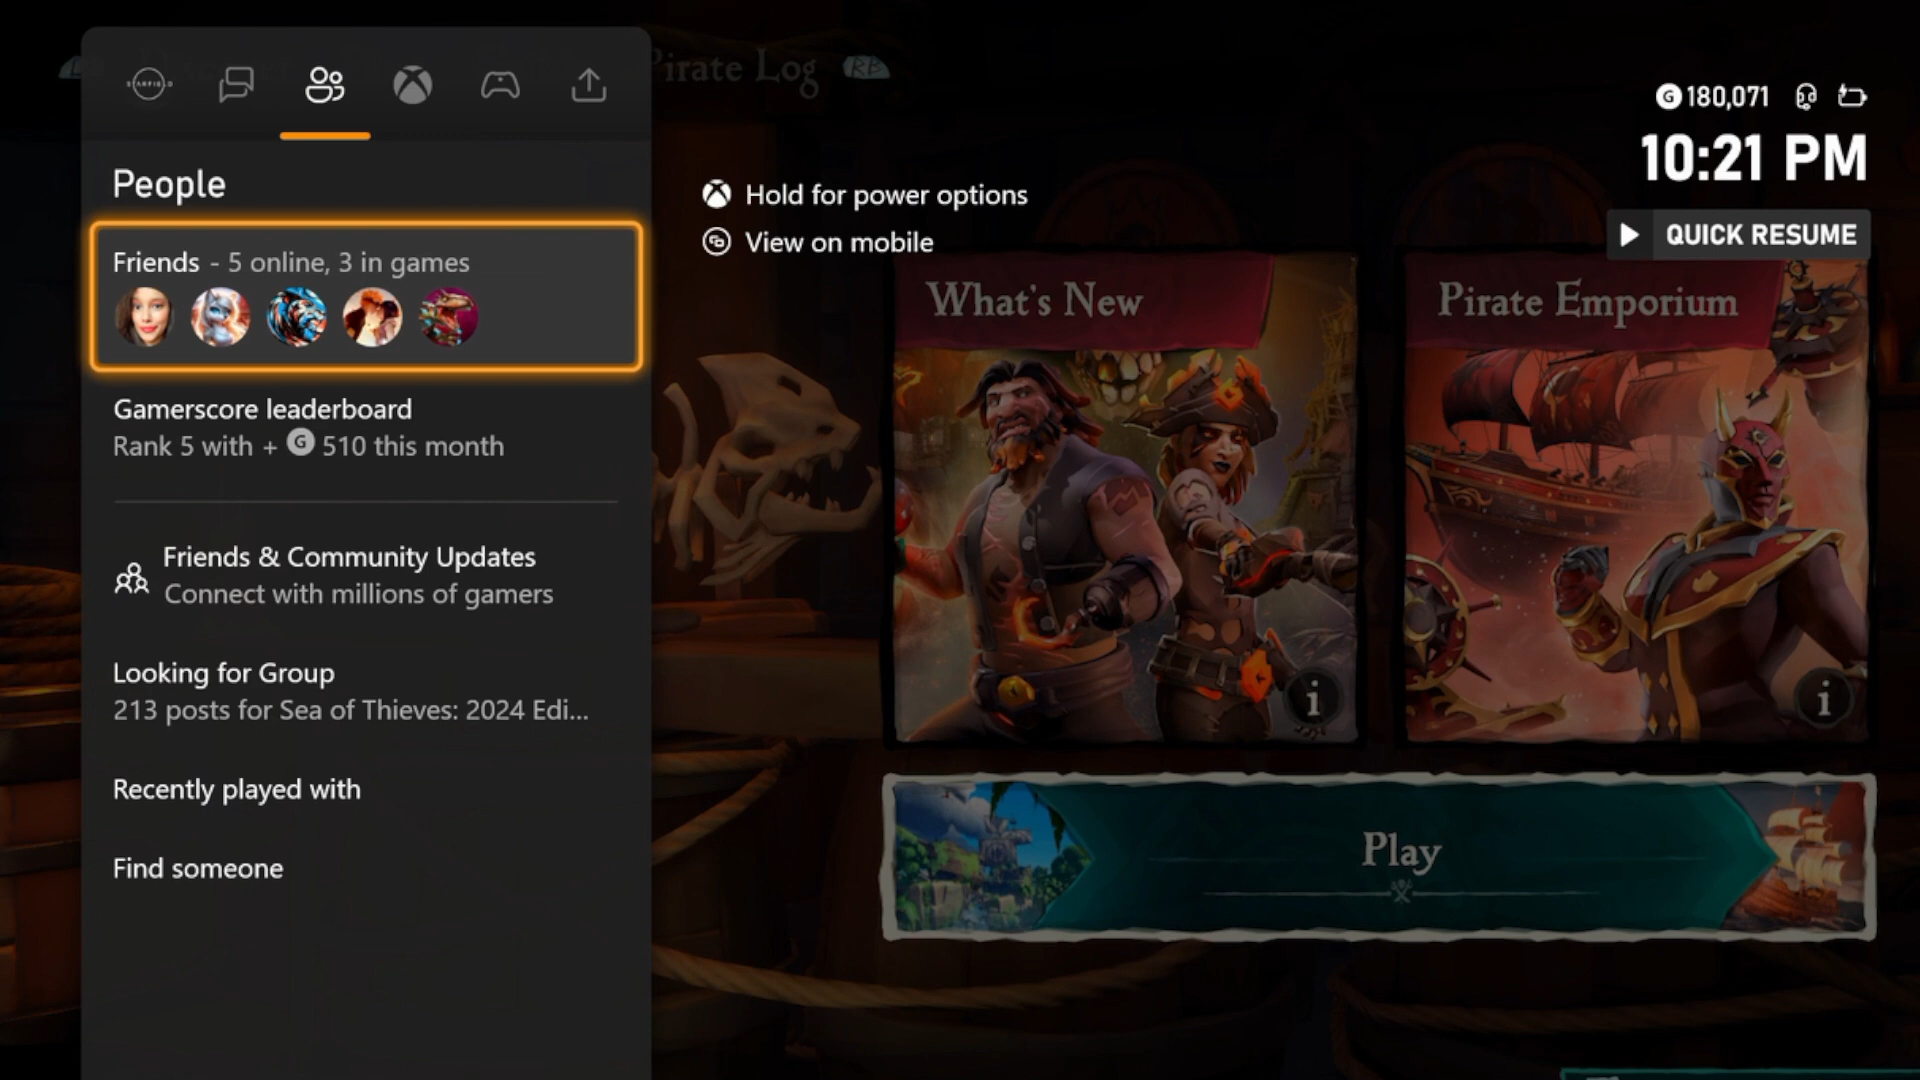 STARFIELD
Pirate Log
RB
People
Friends - 5 online, 3 in games
Gamerscore leaderboard
Rank 5 with + G 510 this month
Friends & Community Updates
Connect with millions of gamers
Looking for Group
213 posts for Sea of Thieves: 2024 Edi...
Recently played with
Find someone
Hold for power options
View on mobile
G 180,071
10:21 PM
QUICK RESUME
What's New
i
Pirate Emporium
i
Play